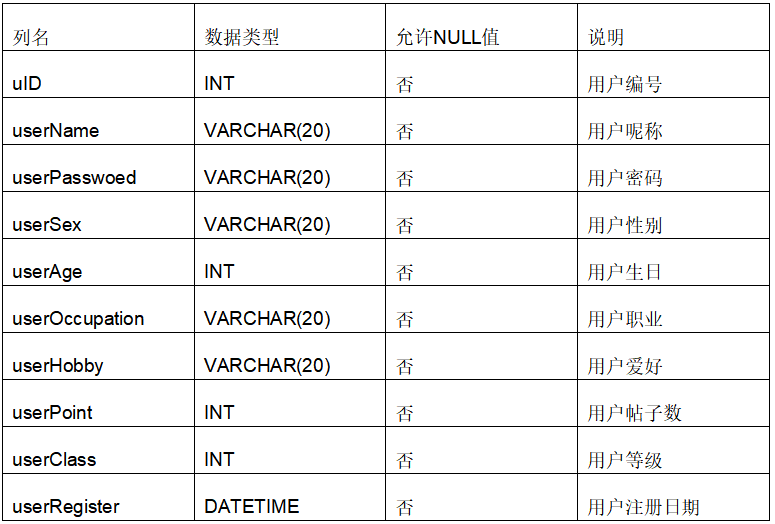 列名 数据类型 允许NULL值 说明
uID INT 否 用户编号
userName VARCHAR(20) 否 用户呢称
userPasswoed VARCHAR(20) 否 用户密码
userSex VARCHAR(20) 否 用户性别
userAge INT 否 用户生日
userOccupation VARCHAR(20) 否 用户职业
userHobby VARCHAR(20) 否 用户爱好
userPoint INT 否 用户帖子数
userClass INT 否 用户等级
userRegister DATETIME 否 用户注册日期